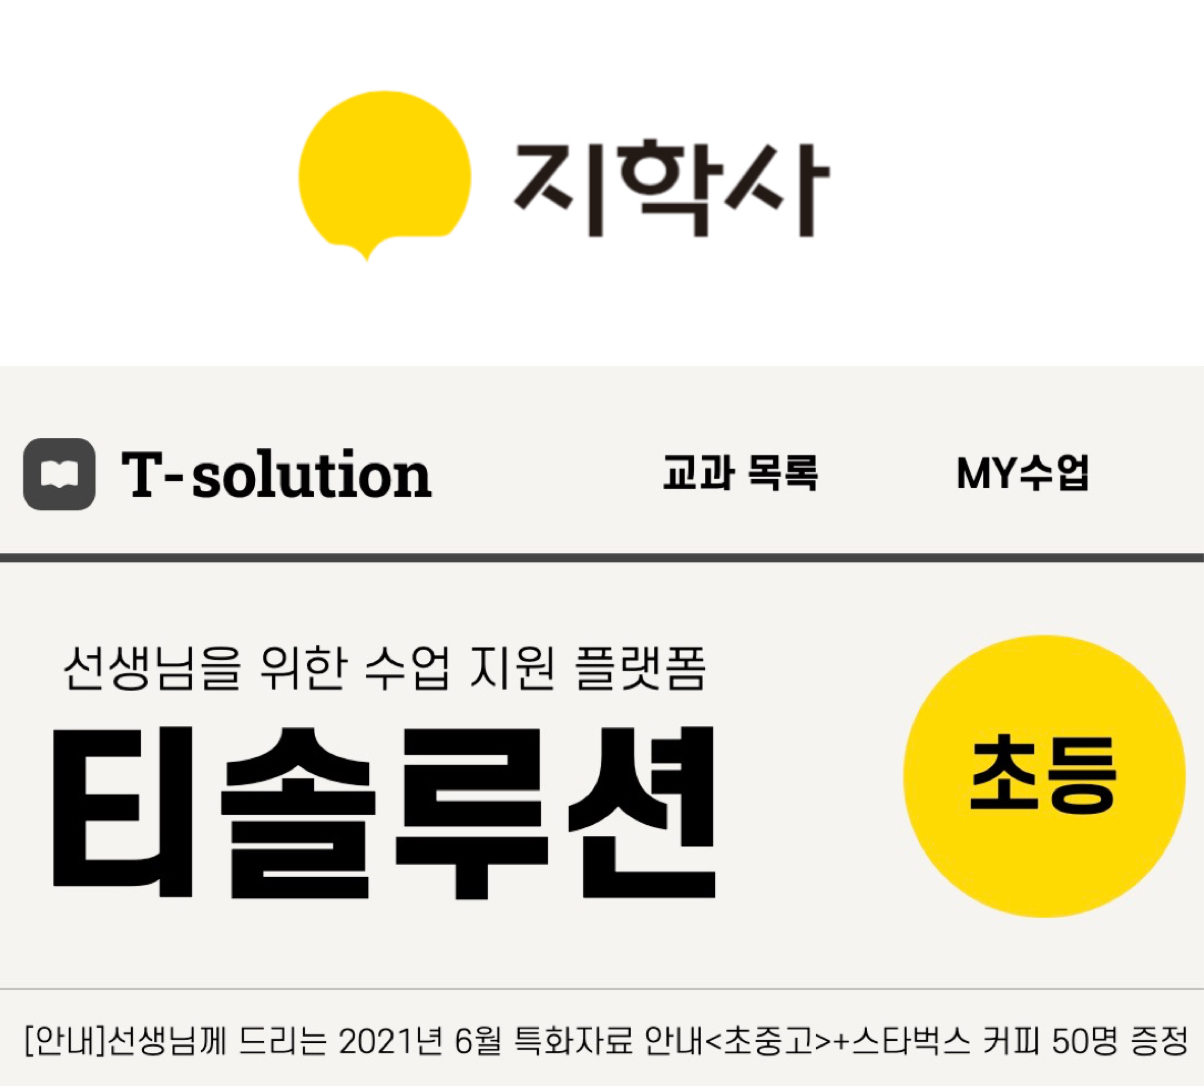 지학사
T-solution 교과 목록 MY수업
선생님을 위한 수업 지원 플랫폼
티솔루션
초등
[안내]선생님께 드리는 2021년 6월 특화자료 안내<초중고>+스타벅스 커피 50명 증정